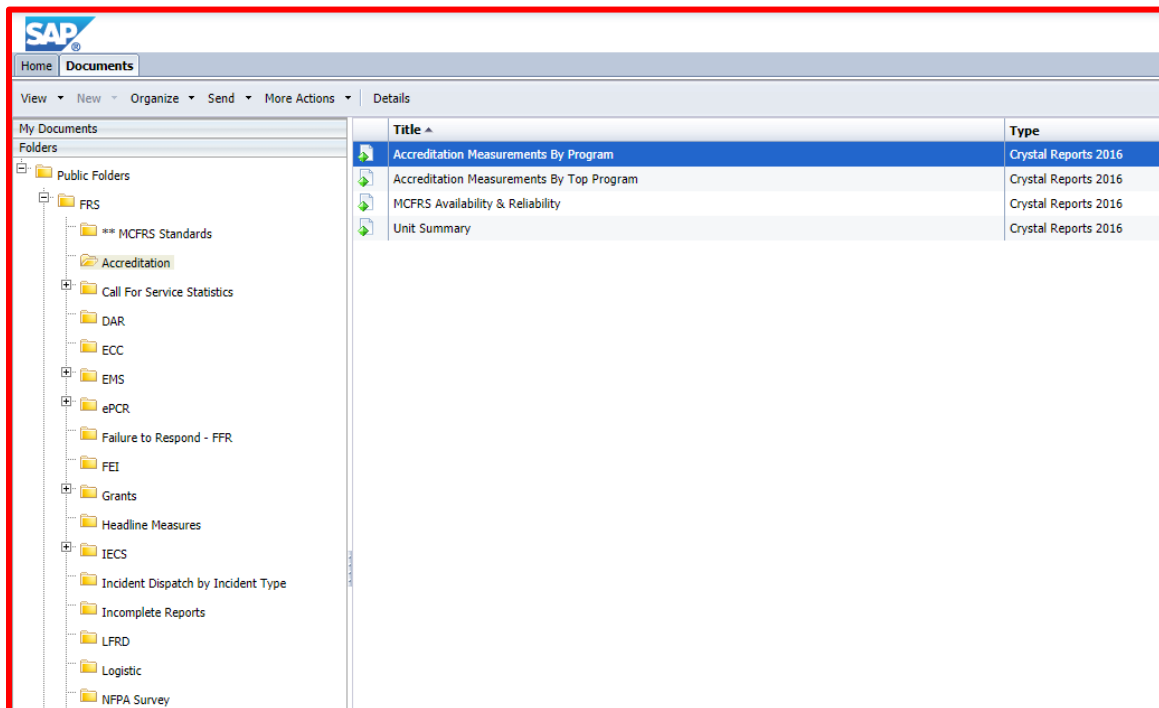 SAP®
Home Documents
View New Organize Send More Actions Details
My Documents
Folders
Public Folders
FRS
** MCFRS Standards
Accreditation
Call For Service Statistics
DAR
ECC
EMS
ePCR
Failure to Respond - FFR
FEI
Grants
Headline Measures
IECS
Incident Dispatch by Incident Type
Incomplete Reports
LFRD
Logistic
NFPA Survey
Title Type
Accreditation Measurements By Program Crystal Reports 2016
Accreditation Measurements By Top Program Crystal Reports 2016
MCFRS Availability & Reliability Crystal Reports 2016
Unit Summary Crystal Reports 2016